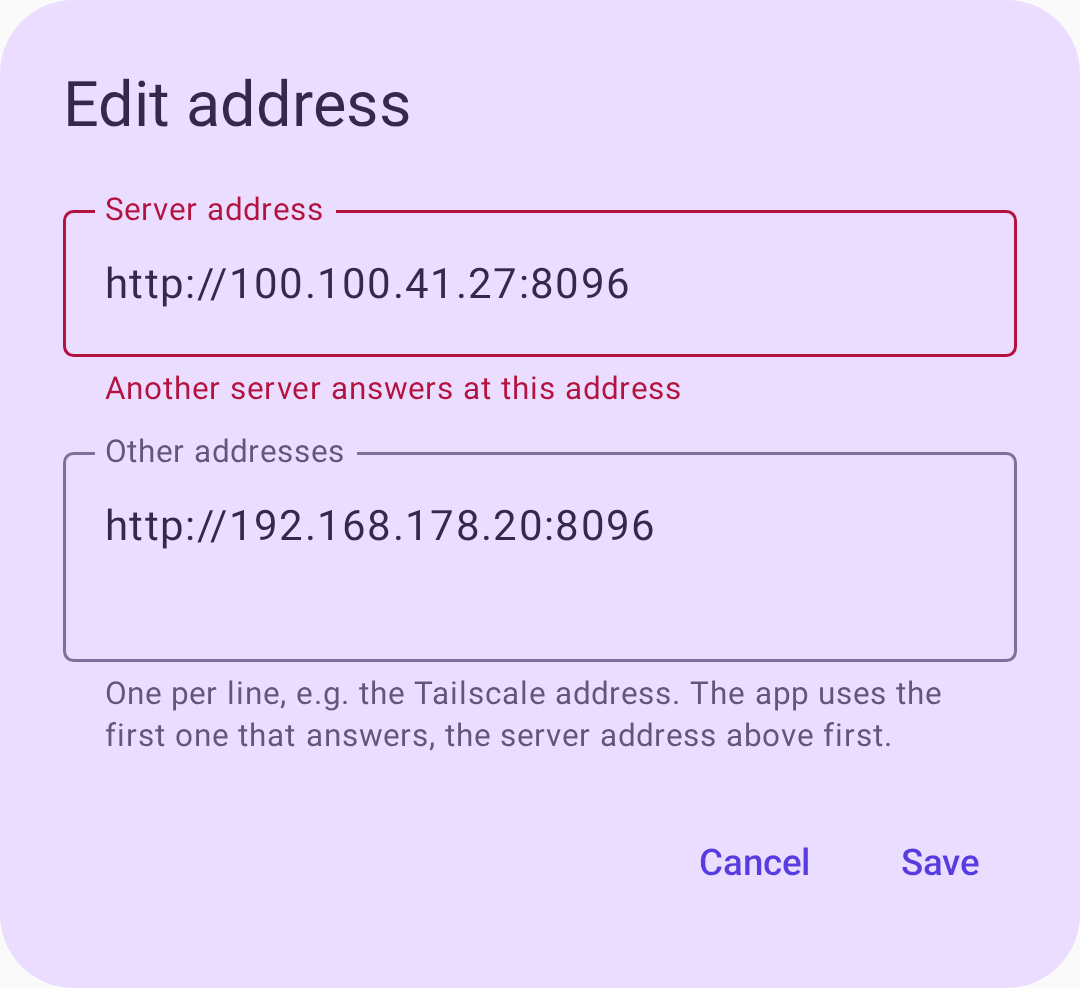 Edit address
Server address
http://100.100.41.27:8096
Another server answers at this address
Other addresses
http://192.168.178.20:8096
One per line, e.g. the Tailscale address. The app uses the
first one that answers, the server address above first.
Cancel Save